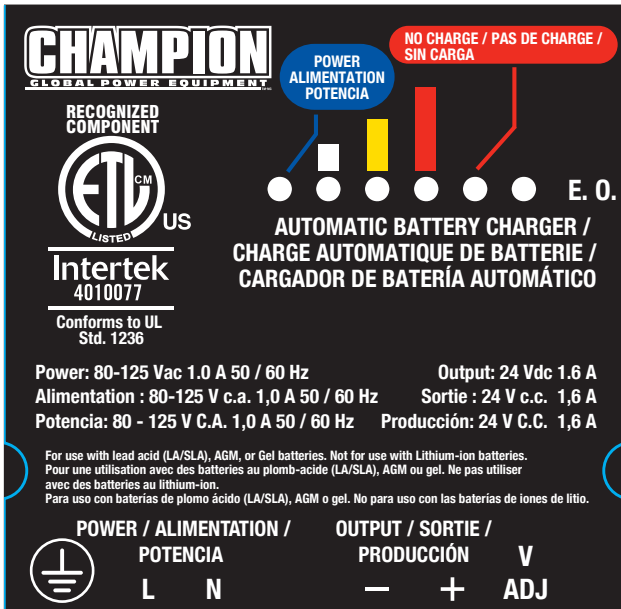 CHAMPION
GLOBAL POWER EQUIPMENT
POWER
ALIMENTATION
POTENCIA
NO CHARGE / PAS DE CHARGE /
SIN CARGA
RECOGNIZED
COMPONENT
ETL CM
LISTED
US
Intertek
4010077
Conforms to UL
Std. 1236
E. O.
AUTOMATIC BATTERY CHARGER /
CHARGE AUTOMATIQUE DE BATTERIE /
CARGADOR DE BATERÍA AUTOMÁTICO
Power: 80-125 Vac 1.0 A 50 / 60 Hz Output: 24 Vdc 1.6 A
Alimentation : 80-125 V c.a. 1,0 A 50 / 60 Hz Sortie : 24 V c.c. 1,6 A
Potencia: 80 - 125 V C.A. 1,0 A 50 / 60 Hz Producción: 24 V C.C. 1,6 A
For use with lead acid (LA/SLA), AGM, or Gel batteries. Not for use with Lithium-ion batteries.
Pour une utilisation avec des batteries au plomb-acide (LA/SLA), AGM ou gel. Ne pas utiliser
avec des batteries au lithium-ion.
Para uso con baterías de plomo ácido (LA/SLA), AGM o gel. No para uso con las baterías de iones de litio.
POWER / ALIMENTATION /
POTENCIA
L N
OUTPUT / SORTIE /
PRODUCCIÓN
− +
V
ADJ